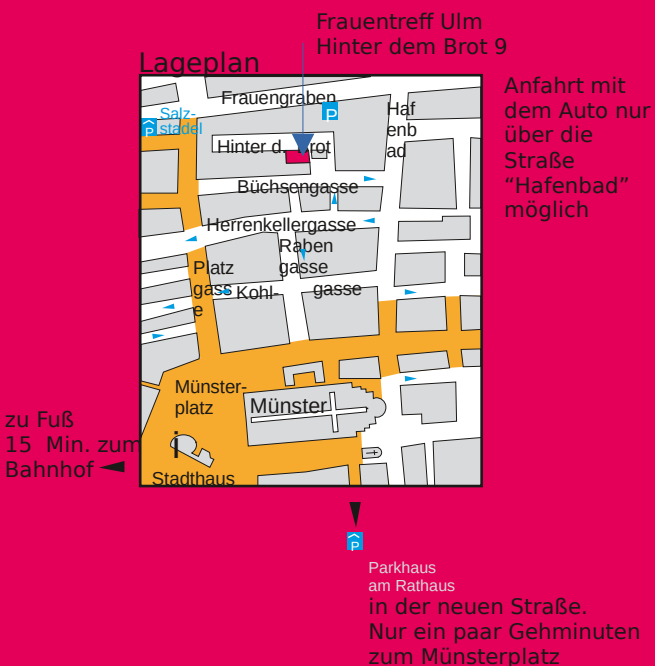 Frauentreff Ulm
Hinter dem Brot 9
Lageplan
Anfahrt mit
dem Auto nur
über die
Straße
“Hafenbad”
möglich
Frauengraben
P
Haf
enb
ad
Salz-
stadel
P
Hinter d. Brot
Büchsengasse
Herrenkellergasse
Raben
gasse
Platz
gass
e
Kohl-
gasse
Münster-
platz
Münster
i
Stadthaus
zu Fuß
15 Min. zum
Bahnhof
P
Parkhaus
am Rathaus
in der neuen Straße.
Nur ein paar Gehminuten
zum Münsterplatz